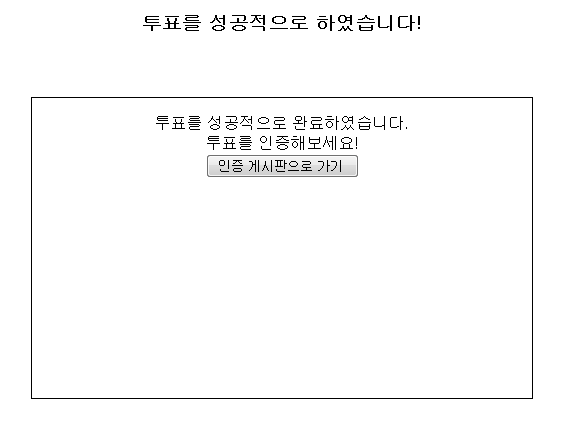 투표를 성공적으로 하였습니다!
투표를 성공적으로 완료하였습니다.
투표를 인증해보세요!
인증 게시판으로 가기